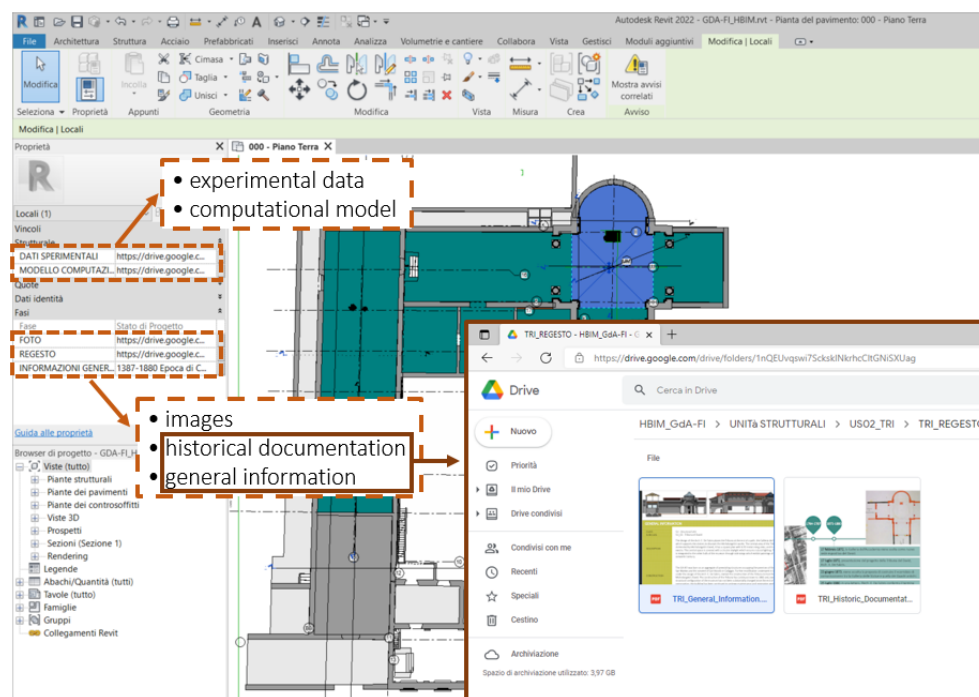 Autodesk Revit 2022 - GDA-FI_HBIM.rvt - Pianta del pavimento: 000 - Piano Terra
File Architettura Struttura Acciaio Prefabbricati Inserisci Annota Analizza Volumetrie e cantiere Collabora Vista Gestisci Moduli aggiuntivi Modifica | Locali
Modifica
Incolla
Cimasa
Taglia
Unisci
Mostra avvisi
correlati
Seleziona Proprietà Appunti Geometria Modifica Vista Misura Crea Avviso
Modifica | Locali
Proprietà
000 - Piano Terra
R
• experimental data
• computational model
Locali (1)
Vincoli
Strutturale
DATI SPERIMENTALI https://drive.google.c...
MODELLO COMPUTAZI... https://drive.google.c...
Quote
Dati identità
Fasi
Fase Stato di Progetto
FOTO https://drive.google.c...
REGESTO https://drive.google.c...
INFORMAZIONI GENER... 1387-1880 Epoca di C...
• images
• historical documentation
• general information
Guida alle proprietà
Browser di progetto - GDA-FI_H
Viste (tutto)
Piante strutturali
Piante dei pavimenti
Piante dei controsoffitti
Viste 3D
Prospetti
Sezioni (Sezione 1)
Rendering
Legende
Abachi/Quantità (tutti)
Tavole (tutto)
Famiglie
Gruppi
Collegamenti Revit
TRI_REGESTO - HBIM_GdA-FI - G
https://drive.google.com/drive/folders/1nQEUvqswi7SckskINkrhcCltGNiSXUag
Drive
Cerca in Drive
Nuovo
HBIM_GdA-FI > UNITÀ STRUTTURALI > US02_TRI > TRI_REGESTO
File
Priorità
Il mio Drive
Drive condivisi
Condivisi con me
Recenti
Speciali
Cestino
Archiviazione
Spazio di archiviazione utilizzato: 3,97 GB
PDF TRI_General_Information....
PDF TRI_Historic_Documentat...